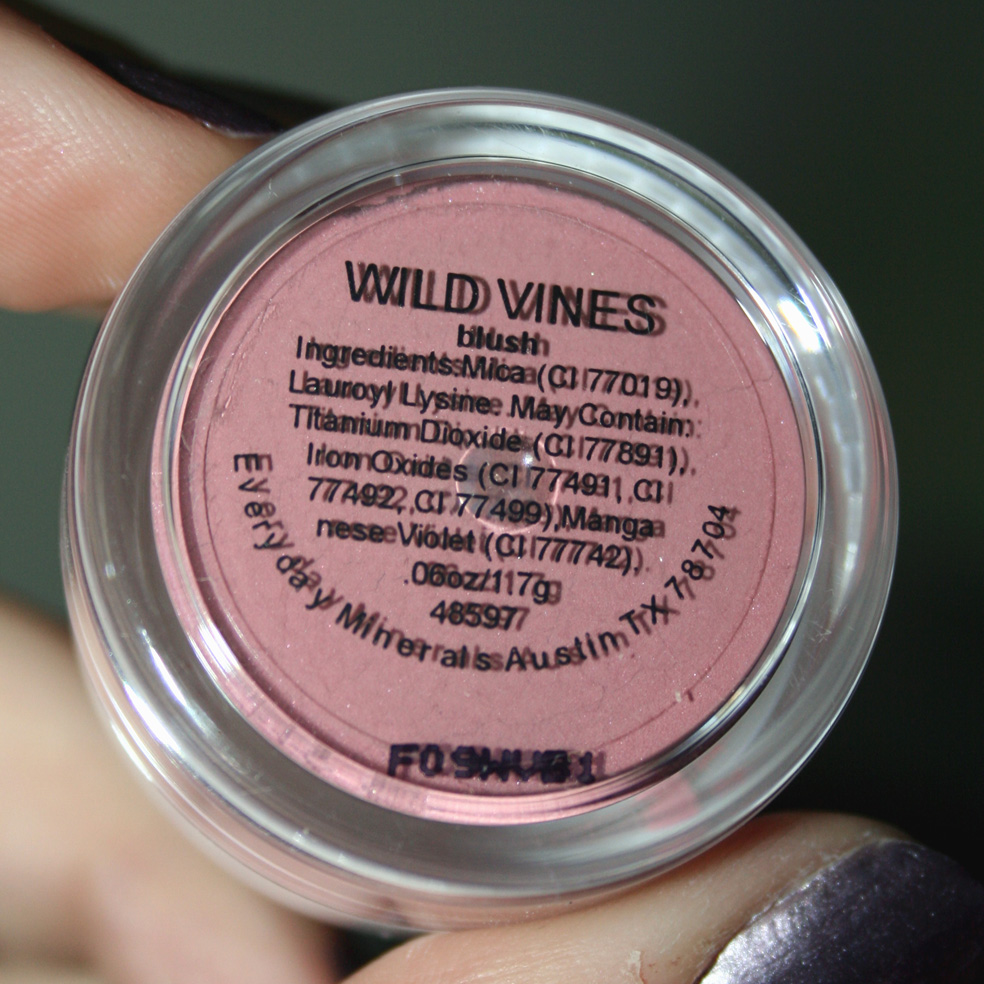 WILD VINES
blush
Ingredients: Mica (CI 77019),
Lauroyl Lysine. May Contain:
Titanium Dioxide (CI 77891),
Iron Oxides (CI 77491, CI
77492, CI 77499), Manga
nese Violet (CI 77742).
.06oz/1.7g
48597
Everyday Minerals Austin TX 78704